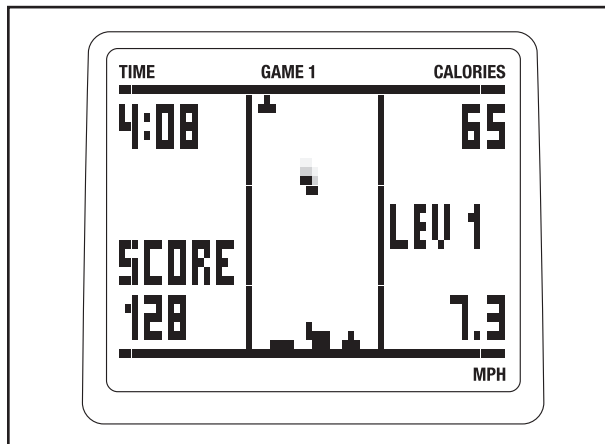 TIME GAME 1 CALORIES
4:08 65
LEV 1
SCORE
128 7.3
MPH